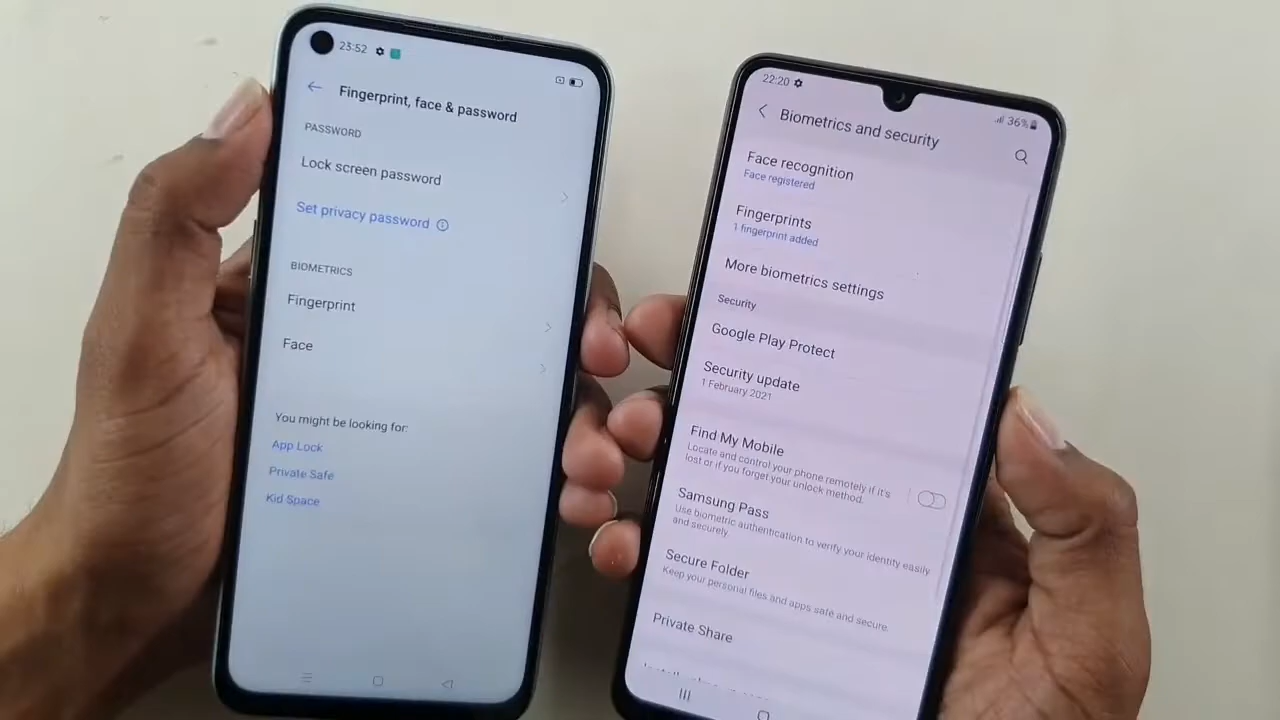 23:52
Fingerprint, face & password
PASSWORD
Lock screen password
Set privacy password
BIOMETRICS
Fingerprint
Face
You might be looking for:
App Lock
Private Safe
Kid Space
22:20
36%
Biometrics and security
Face recognition
Face registered
Fingerprints
1 fingerprint added
More biometrics settings
Security
Google Play Protect
Security update
1 February 2021
Find My Mobile
Locate and control your phone remotely if it's
lost or if you forget your unlock method.
Samsung Pass
Use biometric authentication to verify your identity easily
and securely.
Secure Folder
Keep your personal files and apps safe and secure.
Private Share